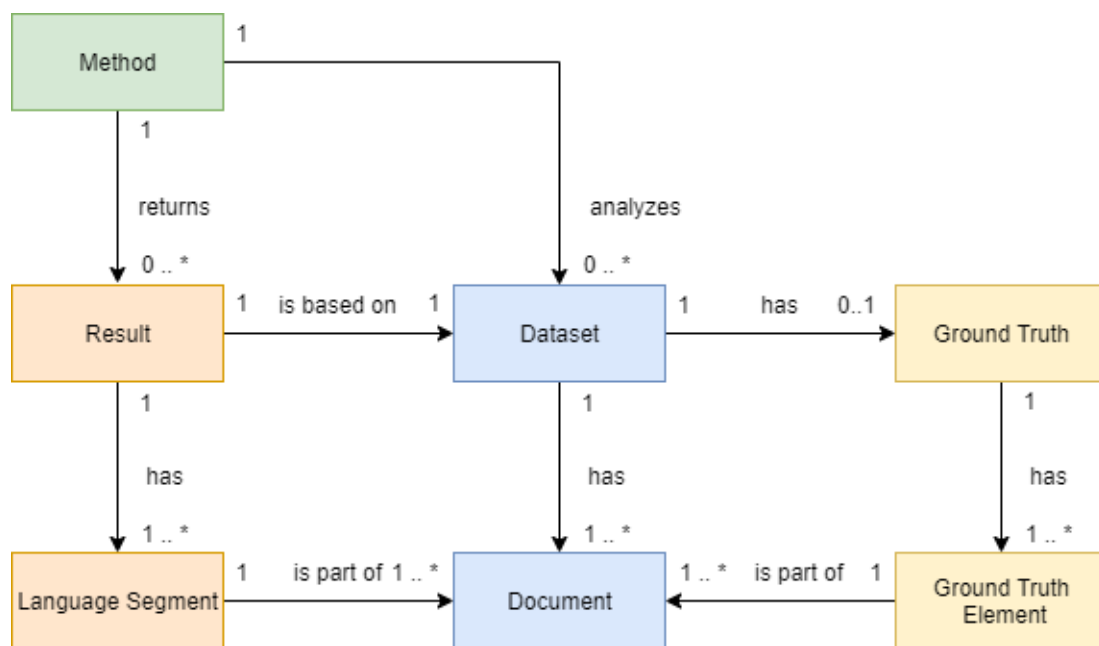 Method
1
1
returns
analyzes
0 .. *
0 .. *
Result
1 is based on 1
Dataset
1 has 0..1
Ground Truth
1
1
1
has
has
has
1 .. *
1 .. *
1 .. *
Language Segment
1 is part of 1 .. *
Document
1 .. * is part of 1
Ground Truth
Element